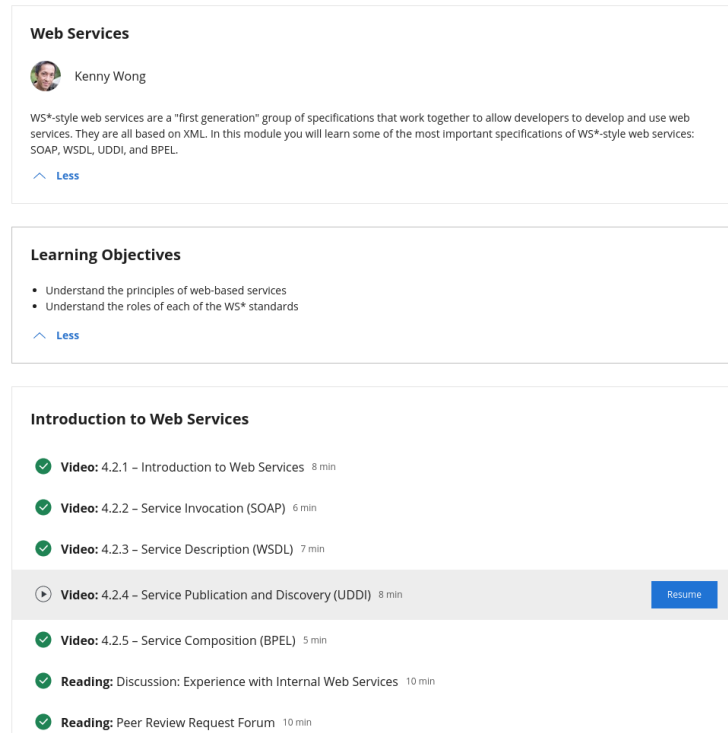 Web Services
Kenny Wong
WS*-style web services are a "first generation" group of specifications that work together to allow developers to develop and use web
services. They are all based on XML. In this module you will learn some of the most important specifications of WS*-style web services:
SOAP, WSDL, UDDI, and BPEL.
Less
Learning Objectives
Understand the principles of web-based services
Understand the roles of each of the WS* standards
Less
Introduction to Web Services
Video: 4.2.1 – Introduction to Web Services 8 min
Video: 4.2.2 – Service Invocation (SOAP) 6 min
Video: 4.2.3 – Service Description (WSDL) 7 min
Video: 4.2.4 – Service Publication and Discovery (UDDI) 8 min Resume
Video: 4.2.5 – Service Composition (BPEL) 5 min
Reading: Discussion: Experience with Internal Web Services 10 min
Reading: Peer Review Request Forum 10 min